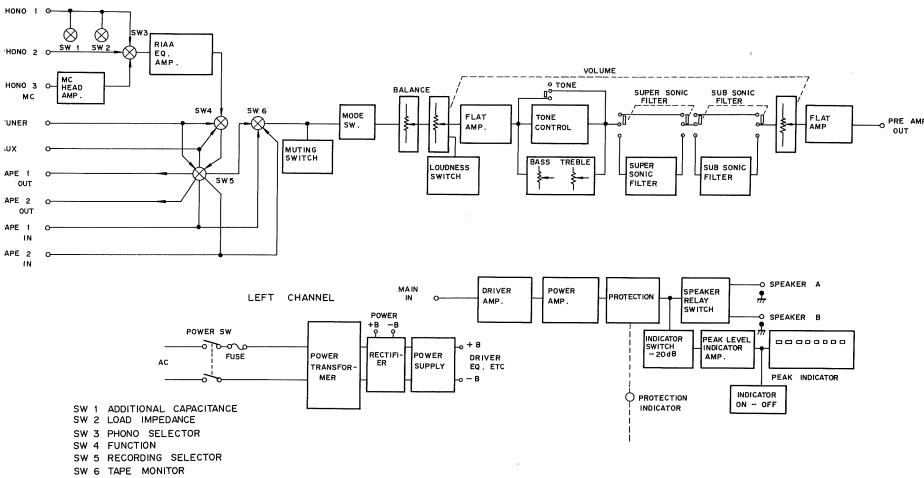 HONO 1
SW 1
SW 2
SW3
HONO 2
RIAA
EQ.
AMP.
HONO 3
MC
MC
HEAD
AMP.
UNER
UX
APE 1
OUT
APE 2
OUT
APE 1
IN
APE 2
IN
SW4
SW5
SW 6
MUTING
SWITCH
MODE
SW.
BALANCE
VOLUME
LOUDNESS
SWITCH
FLAT
AMP.
TONE
TONE
CONTROL
BASS TREBLE
SUPER SONIC
FILTER
SUPER
SONIC
FILTER
SUB SONIC
FILTER
SUB SONIC
FILTER
FLAT
AMP
PRE AMP
OUT
LEFT CHANNEL
MAIN
IN
DRIVER
AMP.
POWER
AMP.
PROTECTION
SPEAKER
RELAY
SWITCH
SPEAKER A
SPEAKER B
INDICATOR
SWITCH
-20dB
PEAK LEVEL
INDICATOR
AMP.
PEAK INDICATOR
INDICATOR
ON - OFF
PROTECTION
INDICATOR
AC
POWER SW
FUSE
POWER
TRANSFOR-
MER
POWER
+B -B
RECTIFI-
ER
POWER
SUPPLY
+ B
DRIVER
EQ. ETC
- B
SW 1 ADDITIONAL CAPACITANCE
SW 2 LOAD IMPEDANCE
SW 3 PHONO SELECTOR
SW 4 FUNCTION
SW 5 RECORDING SELECTOR
SW 6 TAPE MONITOR